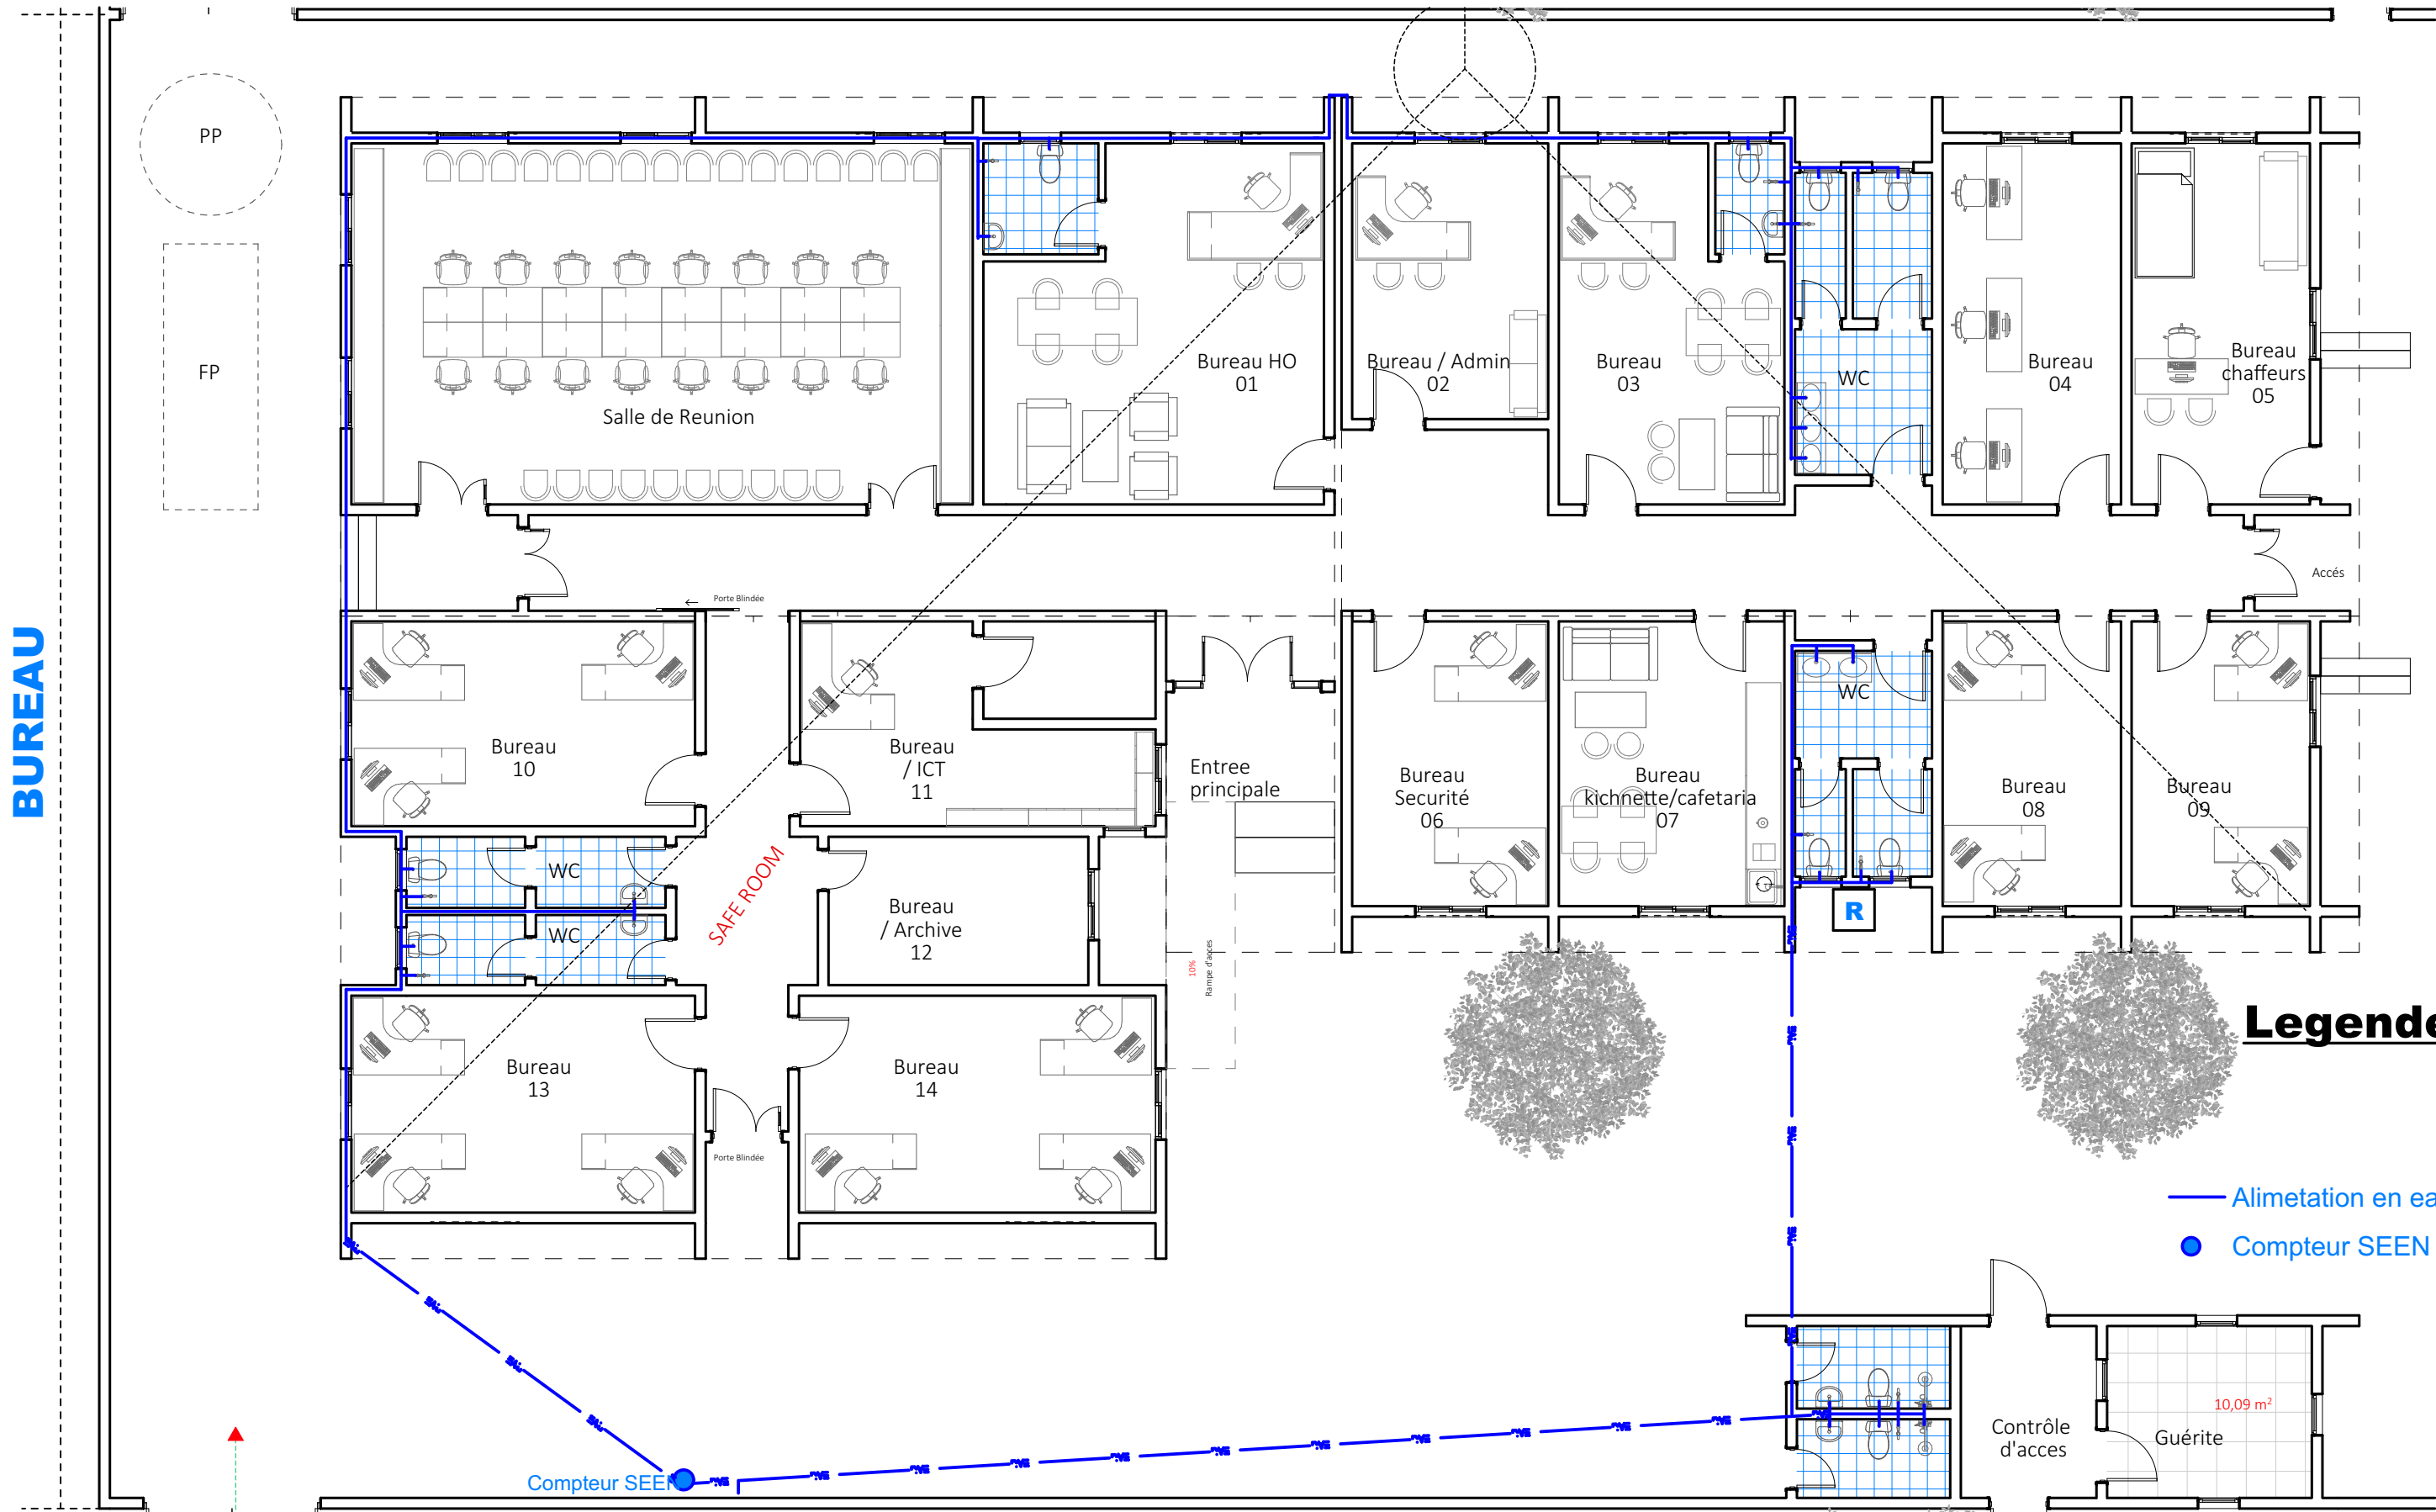 PP
FP
BUREAU
Salle de Reunion
Bureau HO
01
Bureau / Admin
02
Bureau
03
WC
Bureau
04
Bureau
chaffeurs
05
Porte Blindée
Accés
Bureau
10
Bureau
/ ICT
11
Entree
principale
Bureau
Securité
06
Bureau
kichnette/cafetaria
07
WC
Bureau
08
Bureau
09
WC
WC
SAFE ROOM
Bureau
/ Archive
12
10%
Rampe d'acces
R
Legende
Bureau
13
Bureau
14
Porte Blindée
Alimetation en ea
Compteur SEEN
Compteur SEEN
Contrôle
d'acces
10,09 m²
Guérite